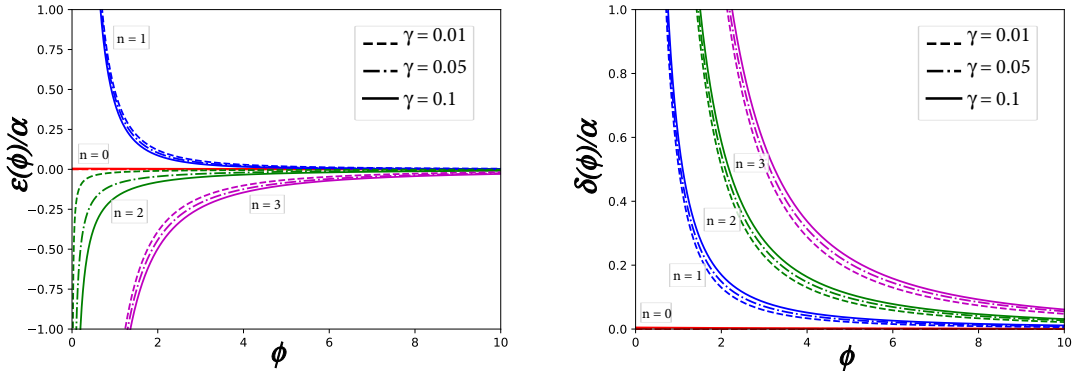 1.00
0.75
0.50
0.25
0.00
−0.25
−0.50
−0.75
−1.00
0
2
4
6
8
10
ε(ϕ)/α
ϕ
n = 1
n = 0
n = 2
n = 3
γ = 0.01
γ = 0.05
γ = 0.1
1.0
0.8
0.6
0.4
0.2
0.0
0
2
4
6
8
10
δ(ϕ)/α
ϕ
n = 3
n = 2
n = 1
n = 0
γ = 0.01
γ = 0.05
γ = 0.1